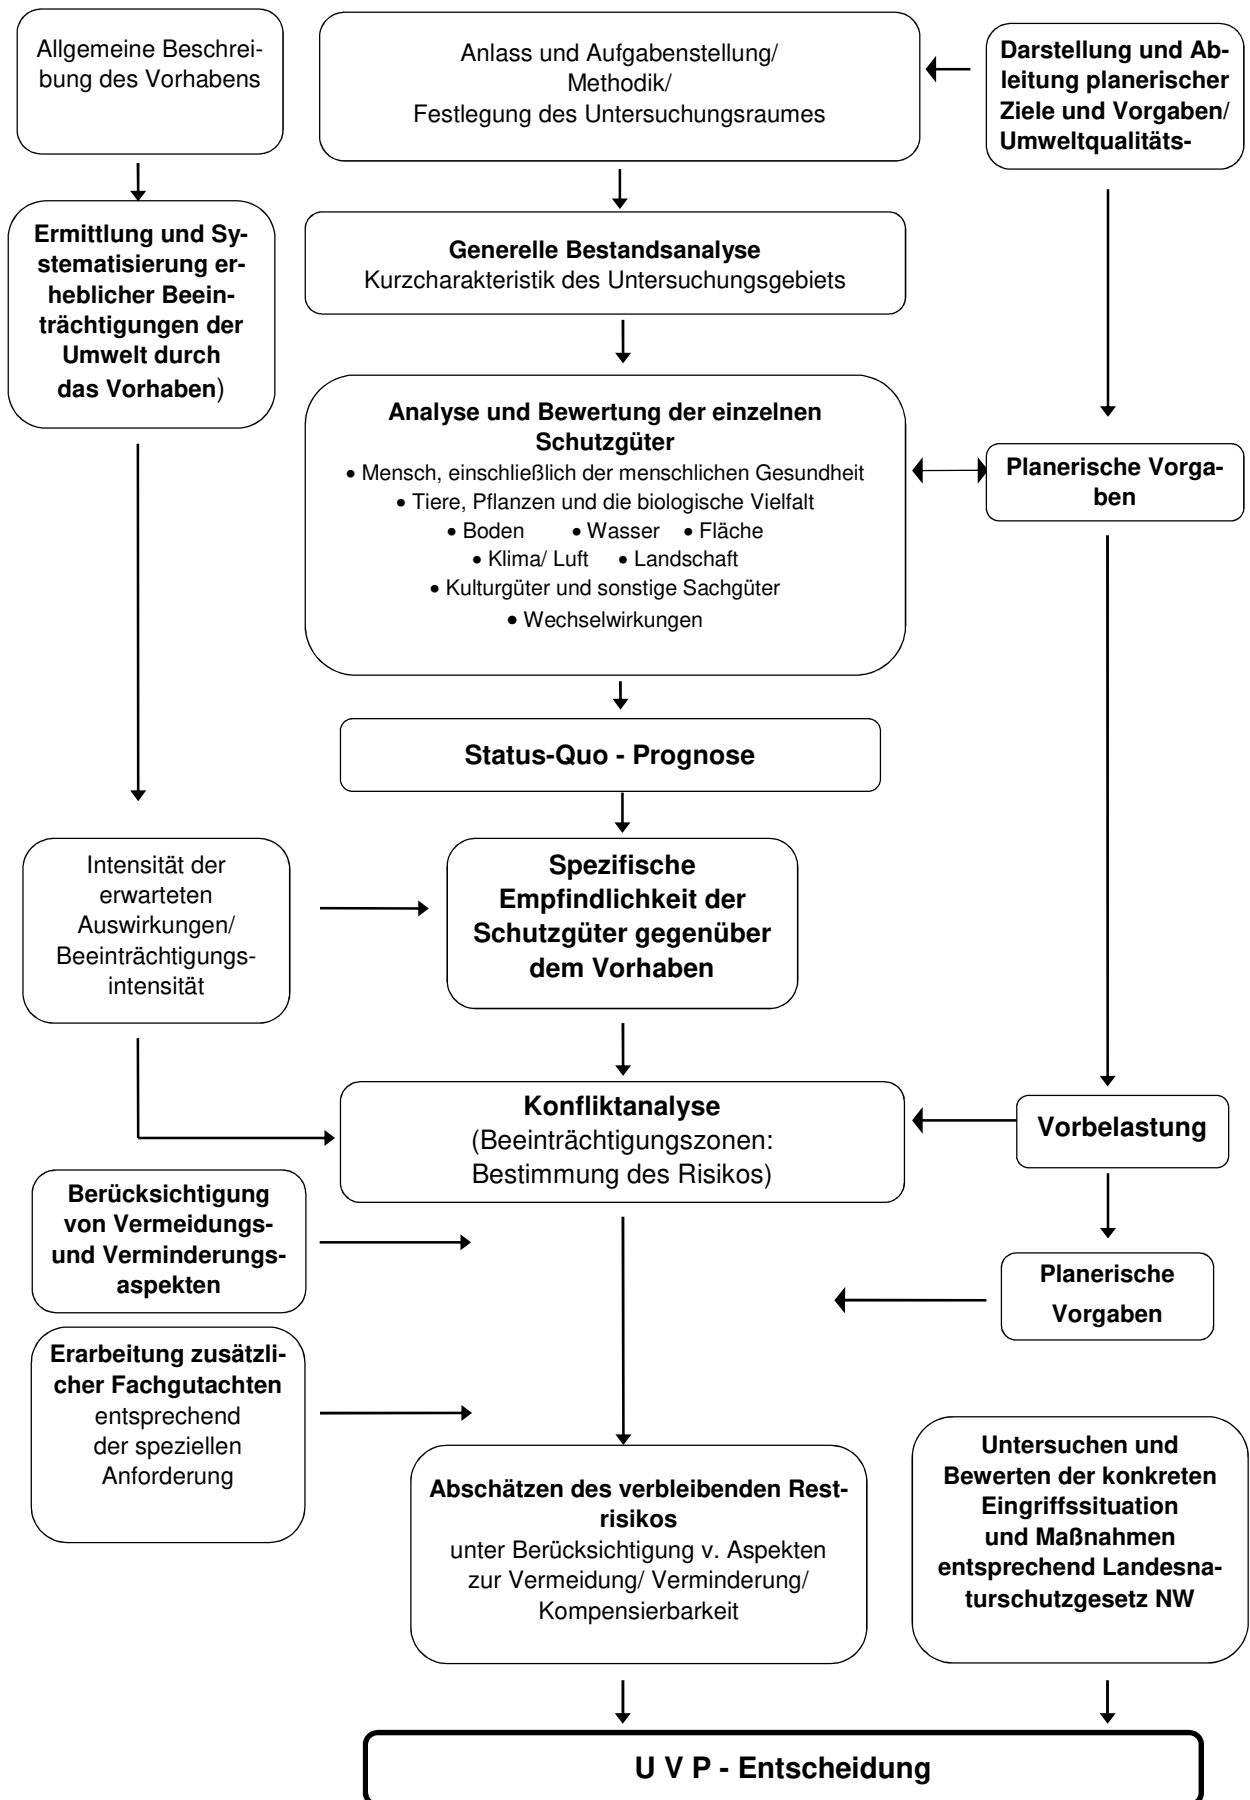 Allgemeine Beschrei-
bung des Vorhabens
Anlass und Aufgabenstellung/
Methodik/
Festlegung des Untersuchungsraumes
Darstellung und Ab-
leitung planerischer
Ziele und Vorgaben/
Umweltqualitäts-
Ermittlung und Sy-
stematisierung er-
heblicher Beein-
trächtigungen der
Umwelt durch
das Vorhaben)
Generelle Bestandsanalyse
Kurzcharakteristik des Untersuchungsgebiets
Analyse und Bewertung der einzelnen
Schutzgüter
• Mensch, einschließlich der menschlichen Gesundheit
• Tiere, Pflanzen und die biologische Vielfalt
• Boden • Wasser • Fläche
• Klima/ Luft • Landschaft
• Kulturgüter und sonstige Sachgüter
• Wechselwirkungen
Planerische Vorga-
ben
Status-Quo - Prognose
Intensität der
erwarteten
Auswirkungen/
Beeinträchtigungs-
intensität
Spezifische
Empfindlichkeit der
Schutzgüter gegenüber
dem Vorhaben
Konfliktanalyse
(Beeinträchtigungszonen:
Bestimmung des Risikos)
Vorbelastung
Berücksichtigung
von Vermeidungs-
und Verminderungs-
aspekten
Planerische
Vorgaben
Erarbeitung zusätzli-
cher Fachgutachten
entsprechend
der speziellen
Anforderung
Abschätzen des verbleibenden Rest-
risikos
unter Berücksichtigung v. Aspekten
zur Vermeidung/ Verminderung/
Kompensierbarkeit
Untersuchen und
Bewerten der konkreten
Eingriffssituation
und Maßnahmen
entsprechend Landesna-
turschutzgesetz NW
U V P - Entscheidung